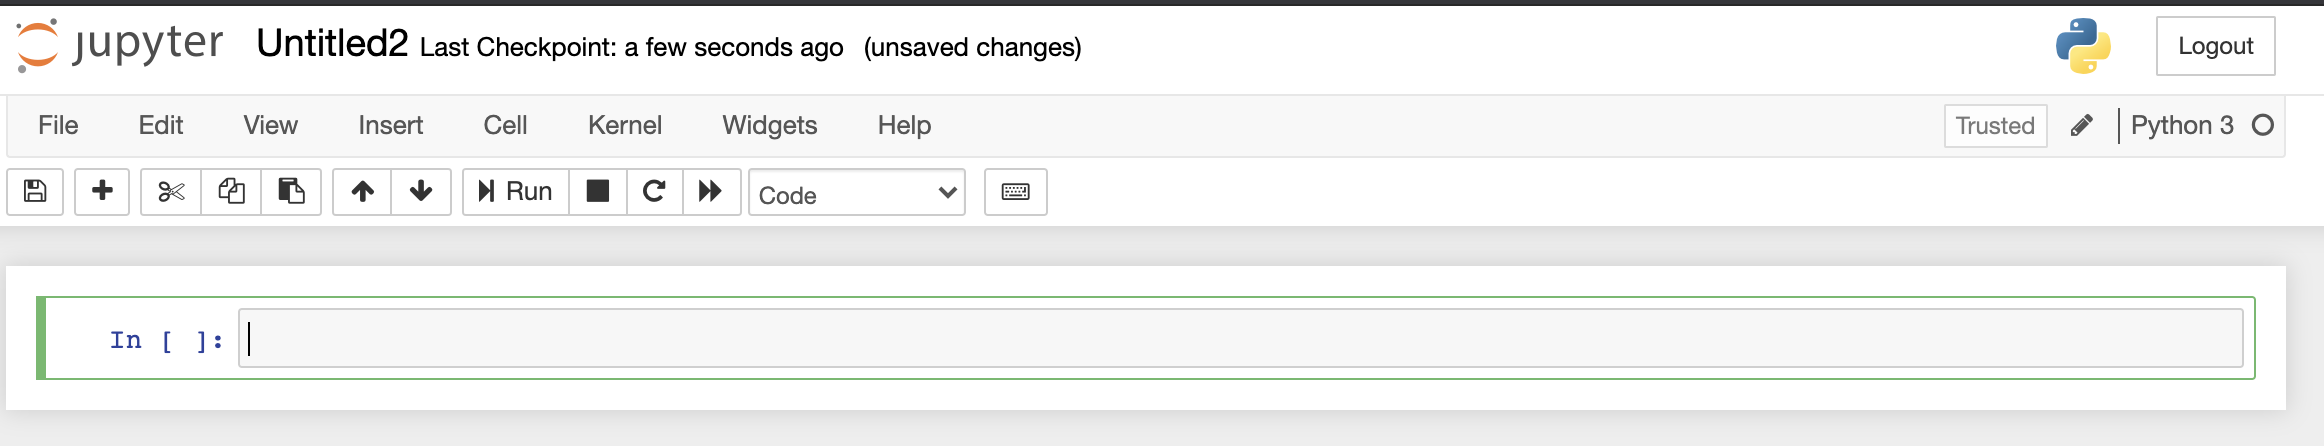 jupyter Untitled2 Last Checkpoint: a few seconds ago (unsaved changes) Logout
File Edit View Insert Cell Kernel Widgets Help Trusted Python 3
Run Code
In [ ]: